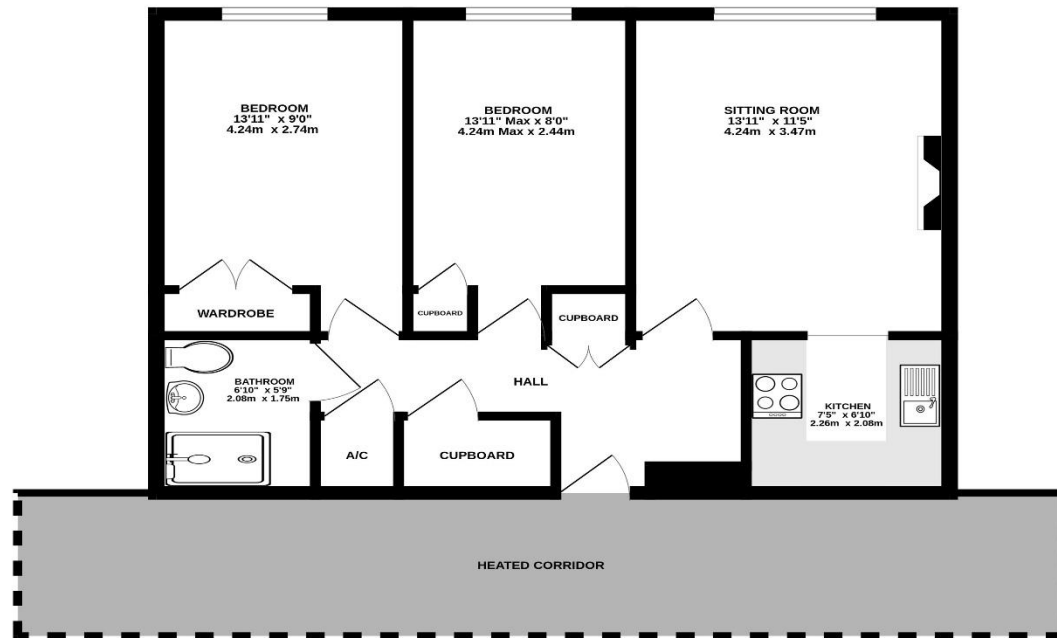 BEDROOM
13'11" x 9'0"
4.24m x 2.74m
BEDROOM
13'11" Max x 8'0"
4.24m Max x 2.44m
SITTING ROOM
13'11" x 11'5"
4.24m x 3.47m
WARDROBE
CUPBOARD
CUPBOARD
BATHROOM
6'10" x 5'9"
2.08m x 1.75m
HALL
KITCHEN
7'5" x 6'10"
2.26m x 2.08m
A/C
CUPBOARD
HEATED CORRIDOR